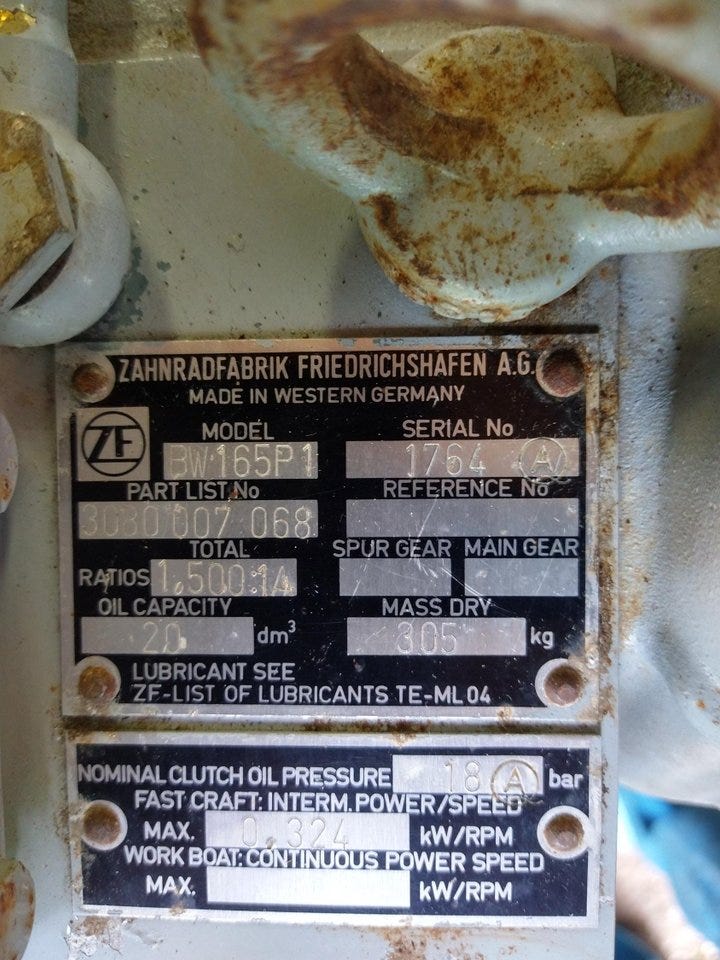 ZAHNRADFABRIK FRIEDRICHSHAFEN A.G.
MADE IN WESTERN GERMANY
ZF
MODEL SERIAL No
BW165P1 1764 A
PART LIST No REFERENCE No
3080 007 068
TOTAL SPUR GEAR MAIN GEAR
RATIOS 1.500:1A
OIL CAPACITY MASS DRY
20 dm³ 305 kg
LUBRICANT SEE
ZF-LIST OF LUBRICANTS TE-ML 04
NOMINAL CLUTCH OIL PRESSURE 18 A bar
FAST CRAFT: INTERM. POWER/SPEED
MAX. 0.324 kW/RPM
WORK BOAT: CONTINUOUS POWER SPEED
MAX. kW/RPM